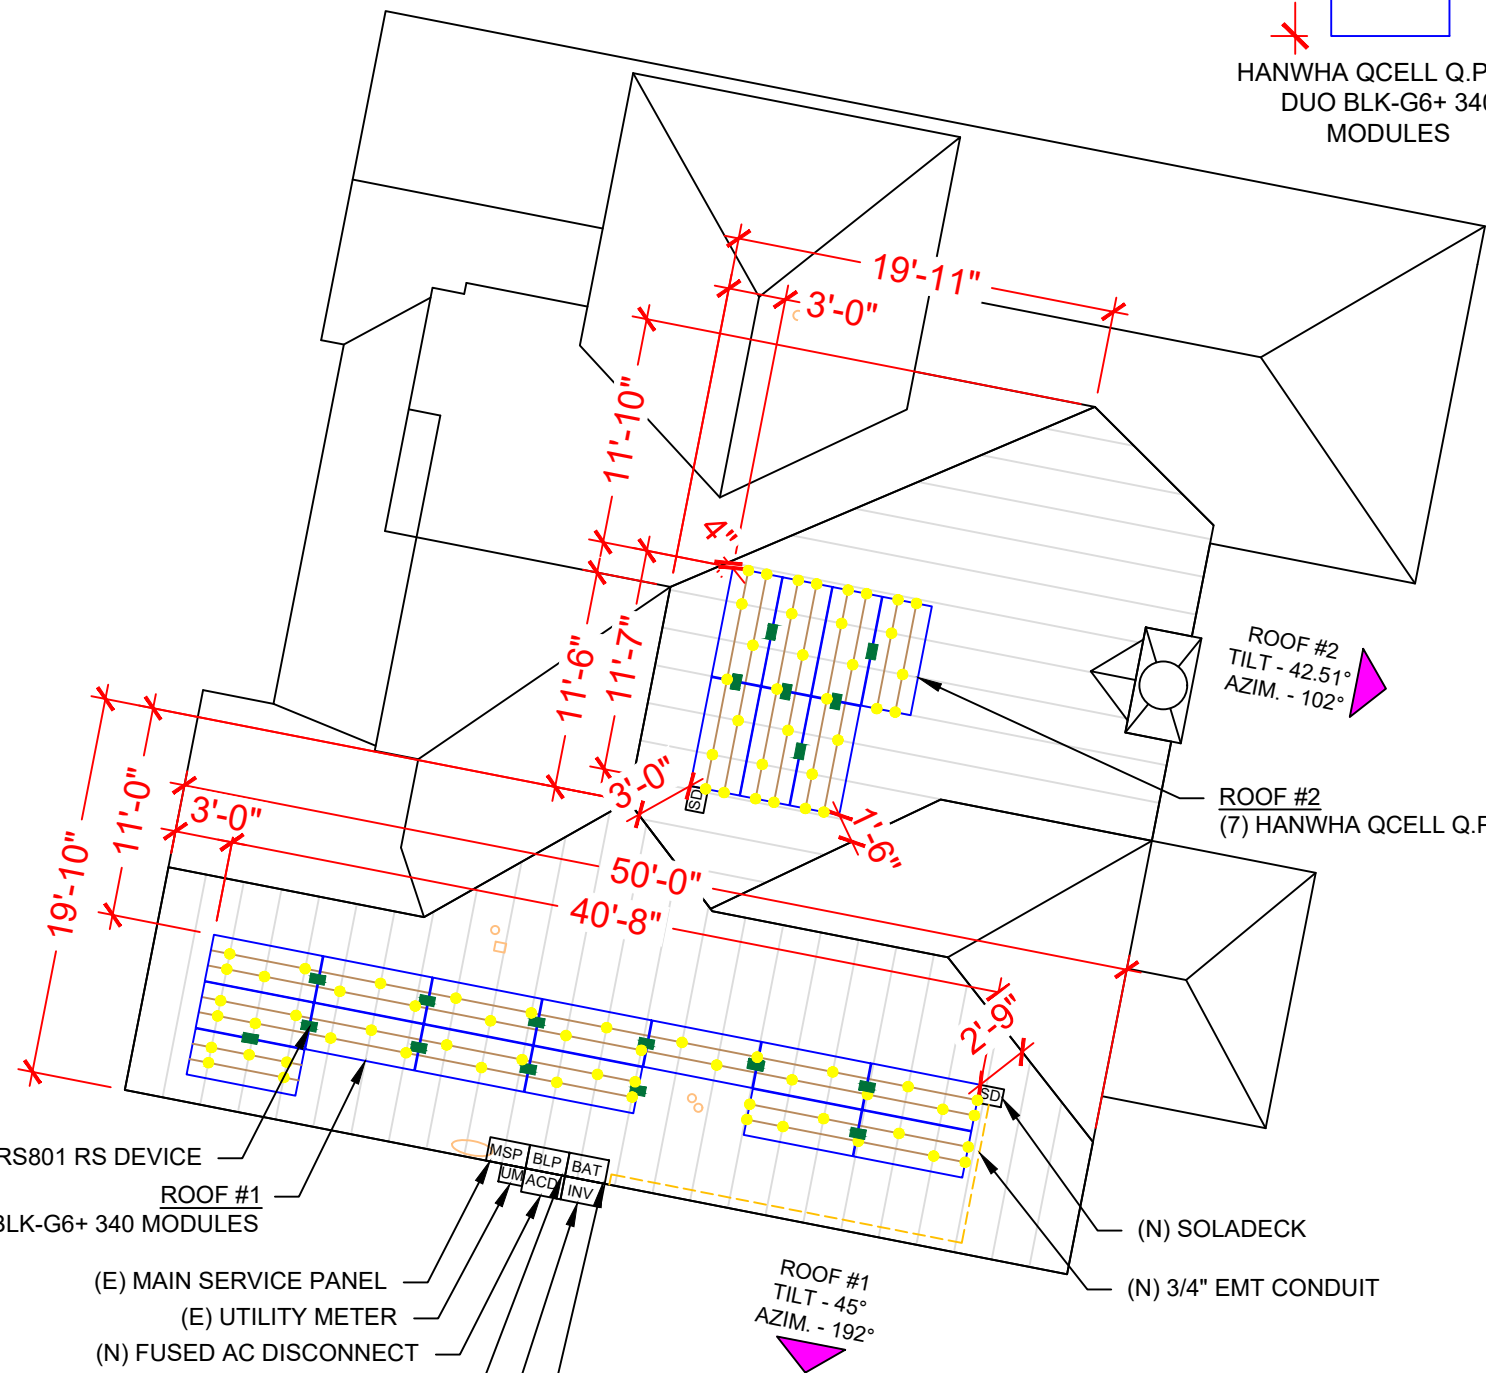 HANWHA QCELL Q.P
DUO BLK-G6+ 340
MODULES
19'-11"
3'-0"
11'-10"
4"
11'-6"
11'-7"
ROOF #2
TILT - 42.51°
AZIM. - 102°
3'-0"
SD
1'-6"
ROOF #2
(7) HANWHA QCELL Q.P
19'-10"
11'-0"
3'-0"
50'-0"
40'-8"
2'-9"
SD
RS801 RS DEVICE
ROOF #1
BLK-G6+ 340 MODULES
MSP
BLP
BAT
UM
ACD
INV
(N) SOLADECK
(N) 3/4" EMT CONDUIT
(E) MAIN SERVICE PANEL
(E) UTILITY METER
(N) FUSED AC DISCONNECT
ROOF #1
TILT - 45°
AZIM. - 192°